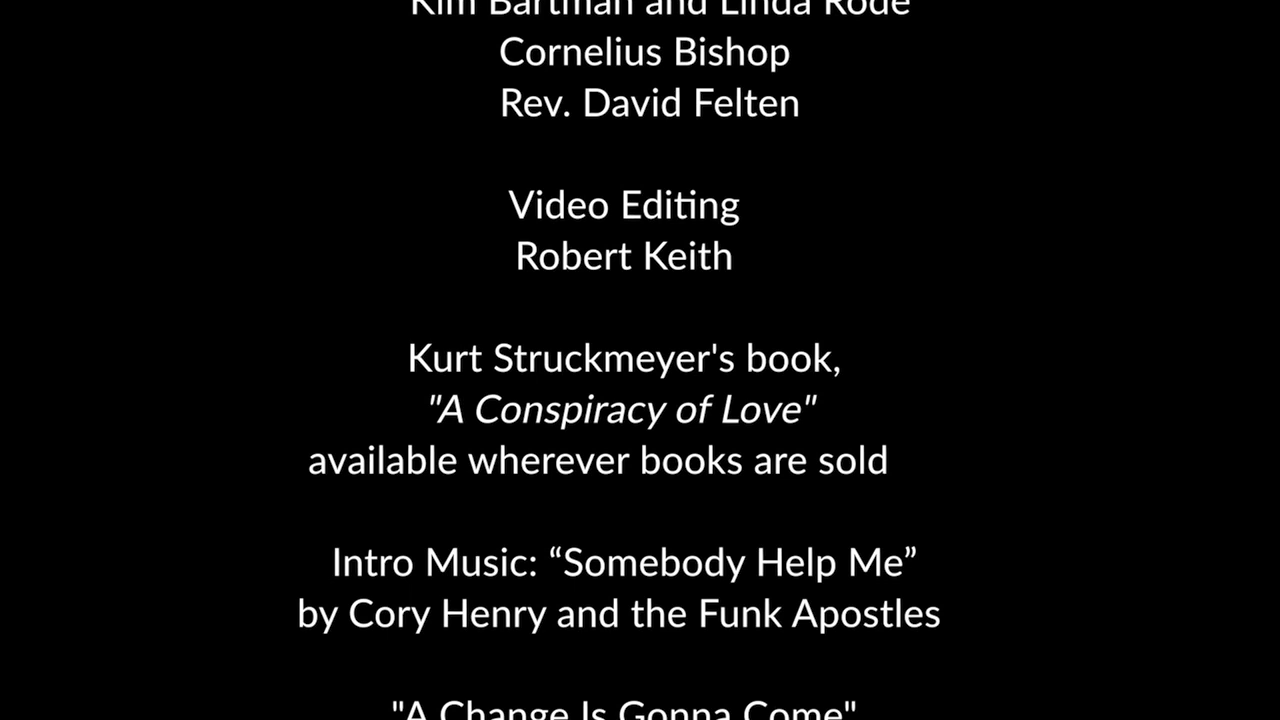 Kim Bartman and Linda Rode
Cornelius Bishop
Rev. David Felten
Video Editing
Robert Keith
Kurt Struckmeyer's book,
"A Conspiracy of Love"
available wherever books are sold
Intro Music: “Somebody Help Me”
by Cory Henry and the Funk Apostles
"A Change Is Gonna Come"